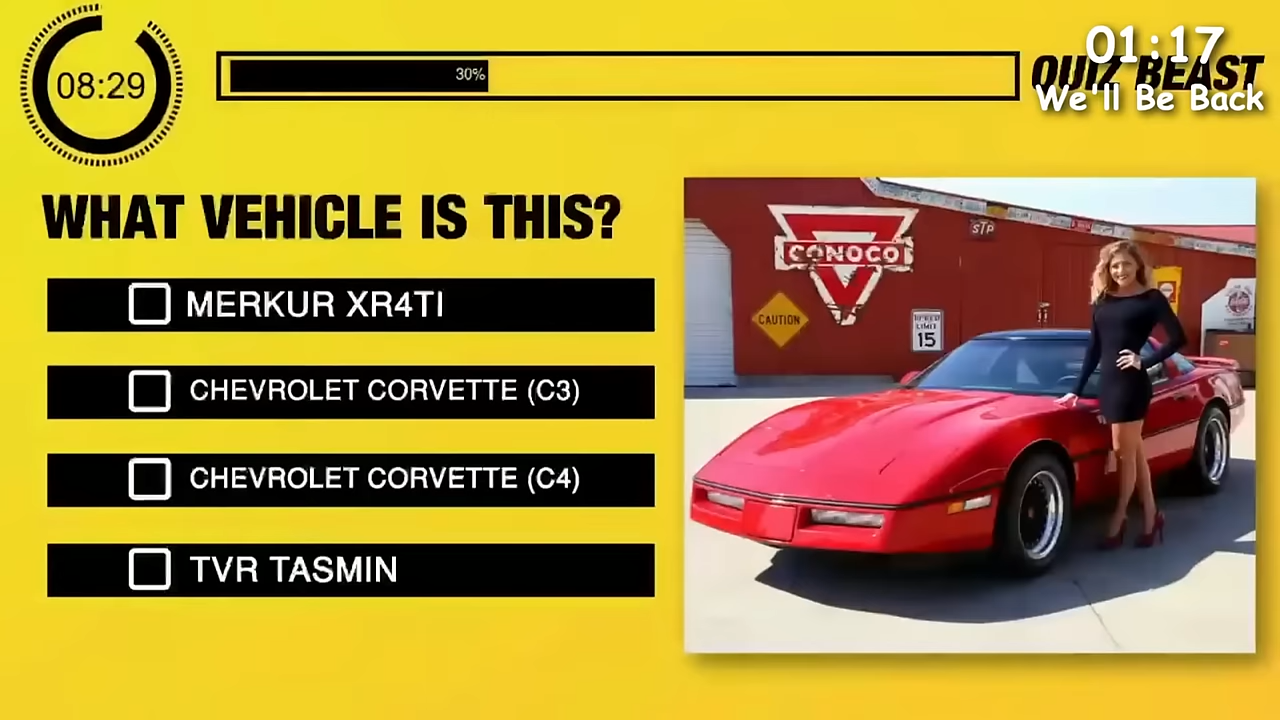 08:29
30%
01:17
QUIZ BEAST
We'll Be Back
WHAT VEHICLE IS THIS?
MERKUR XR4TI
CHEVROLET CORVETTE (C3)
CHEVROLET CORVETTE (C4)
TVR TASMIN
CONOCO
STP
CAUTION
SPEED
LIMIT
15